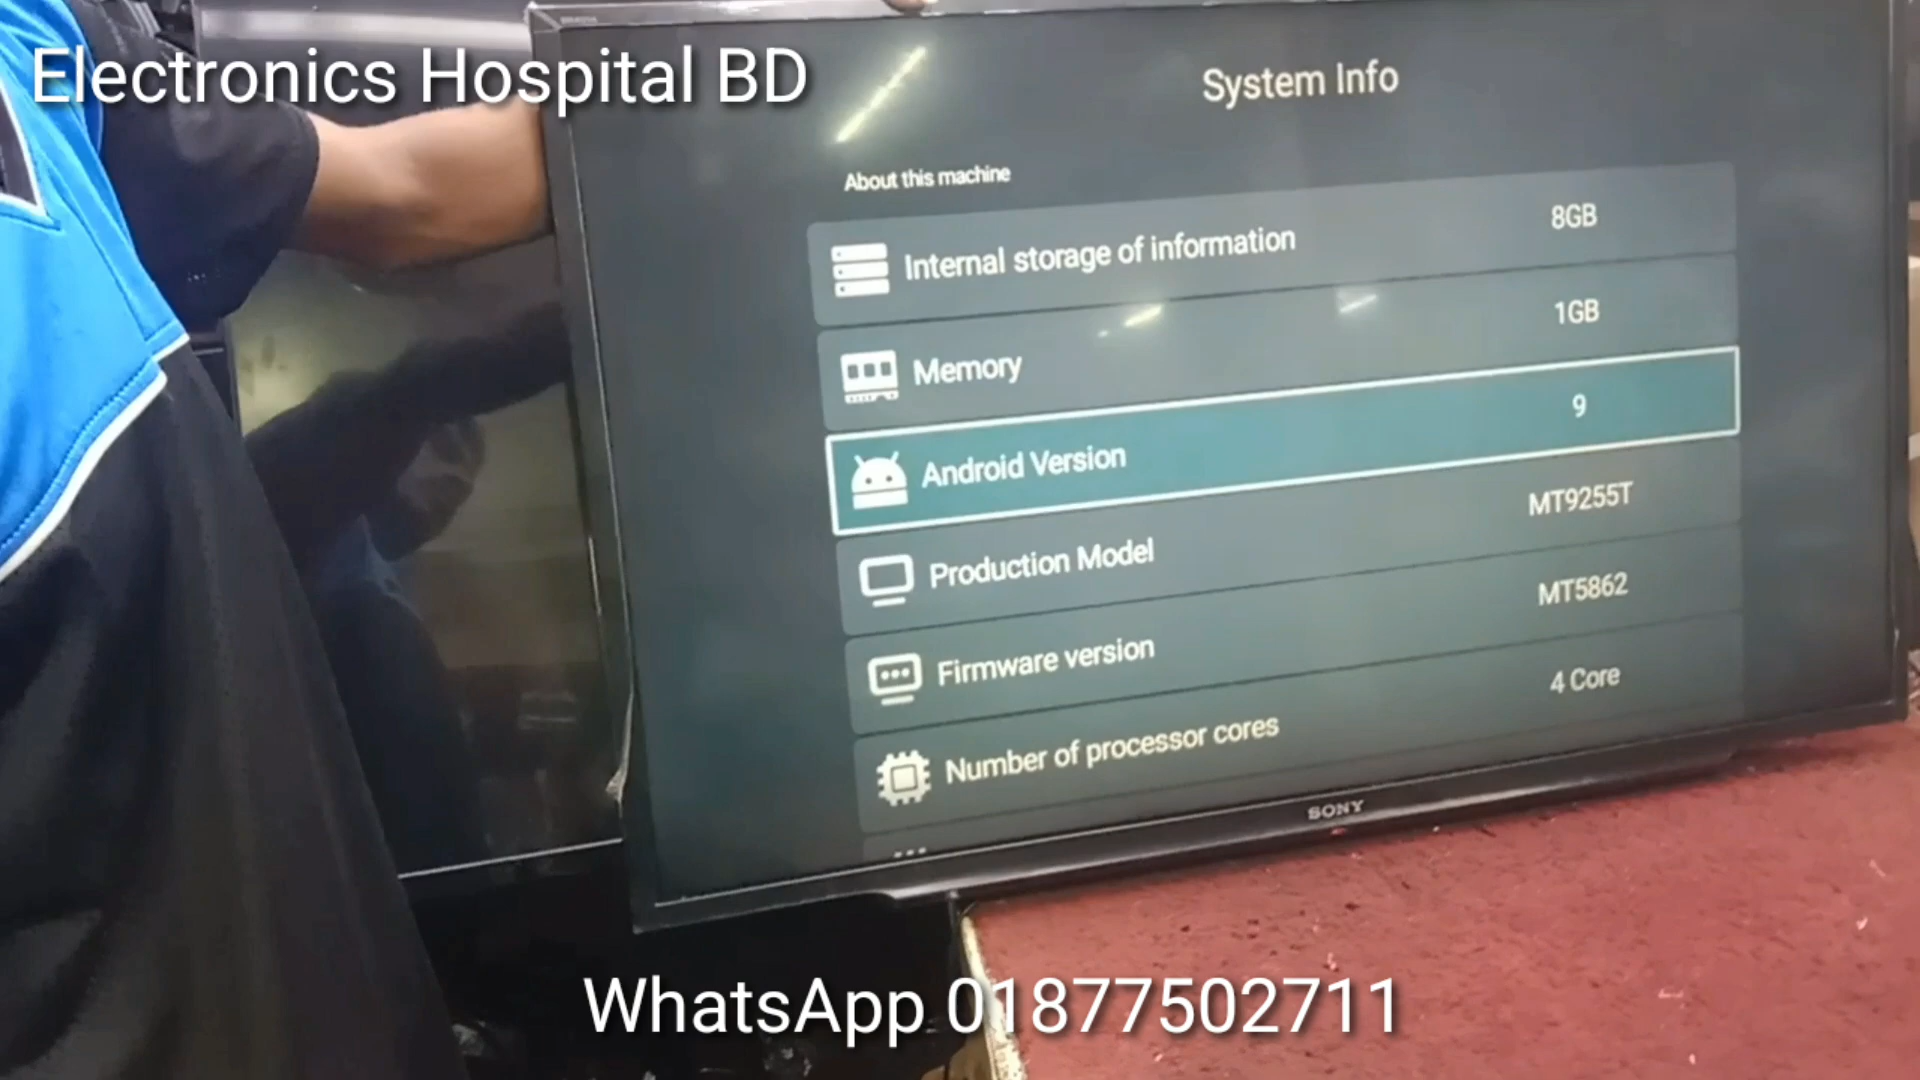 Electronics Hospital BD
System Info
About this machine
Internal storage of information 8GB
Memory 1GB
Android Version 9
Production Model MT9255T
Firmware version MT5862
Number of processor cores 4 Core
SONY
WhatsApp 01877502711